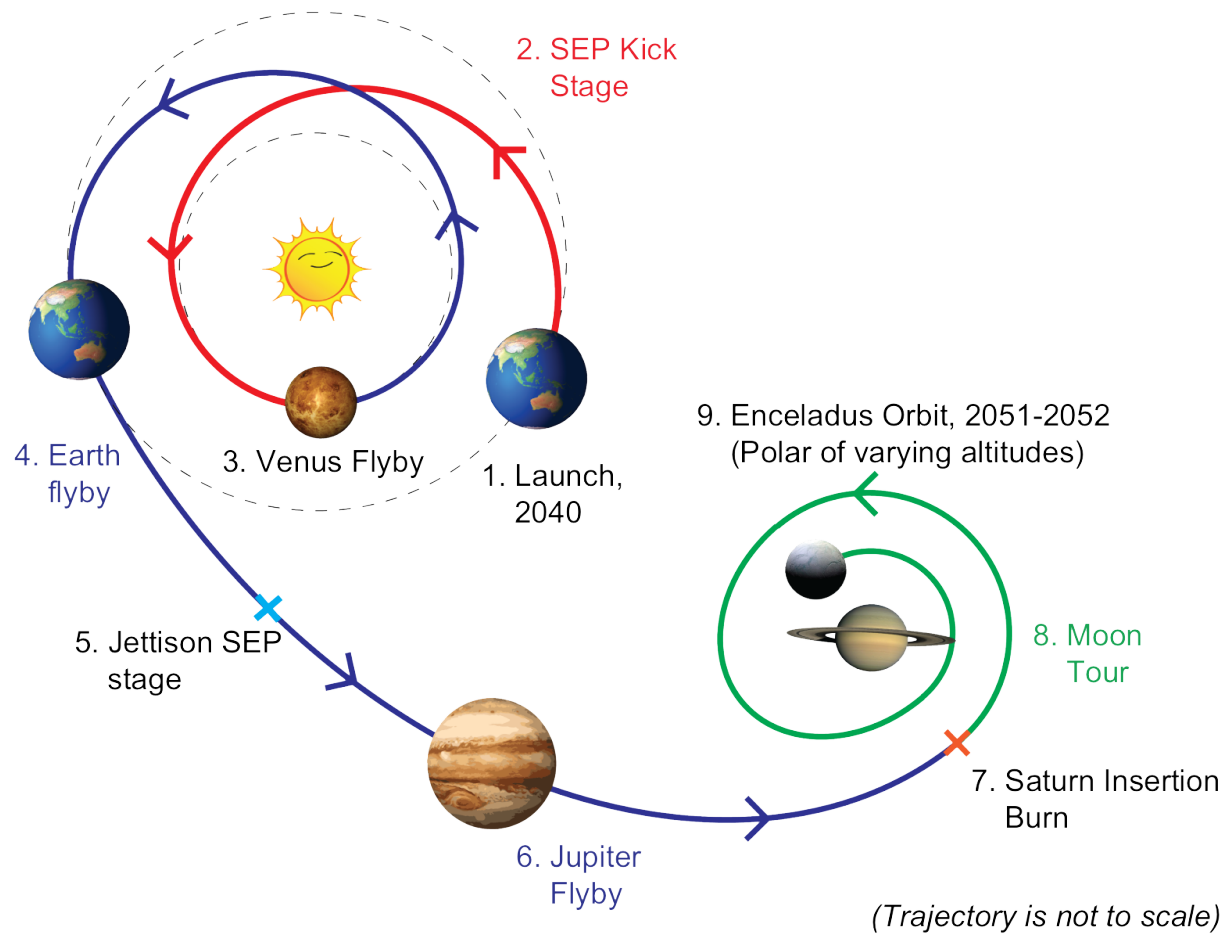 2. SEP Kick
Stage
4. Earth
flyby
3. Venus Flyby
1. Launch,
2040
9. Enceladus Orbit, 2051-2052
(Polar of varying altitudes)
5. Jettison SEP
stage
8. Moon
Tour
7. Saturn Insertion
Burn
6. Jupiter
Flyby
(Trajectory is not to scale)